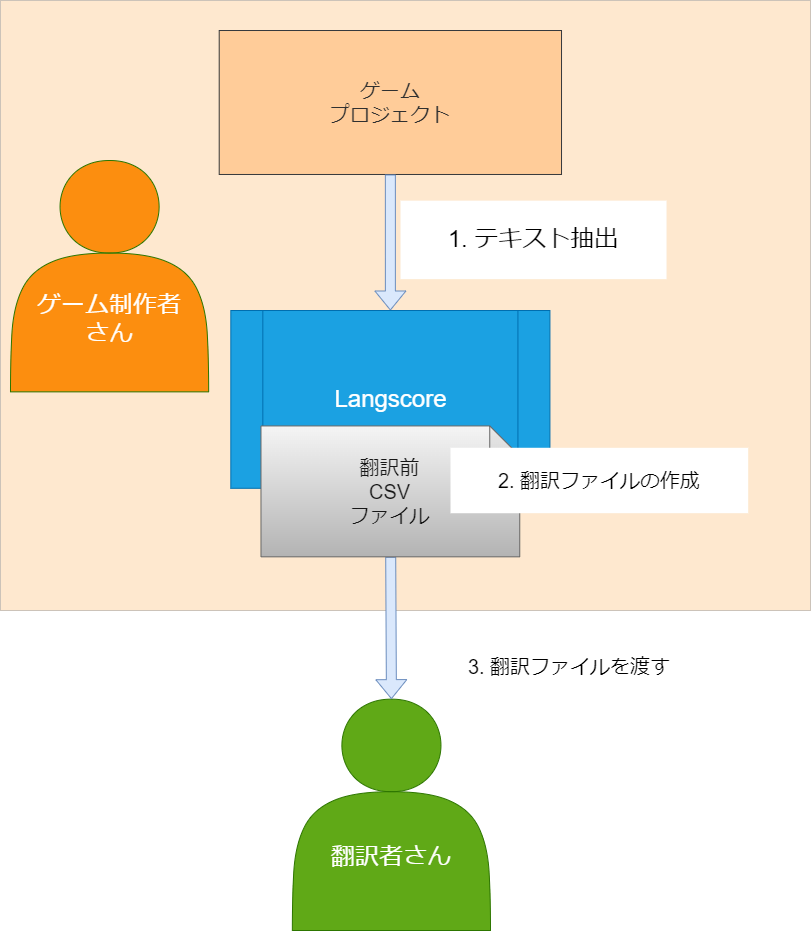 ゲーム
プロジェクト
1. テキスト抽出
ゲーム制作者
さん
Langscore
翻訳前
CSV
ファイル
2. 翻訳ファイルの作成
3. 翻訳ファイルを渡す
翻訳者さん